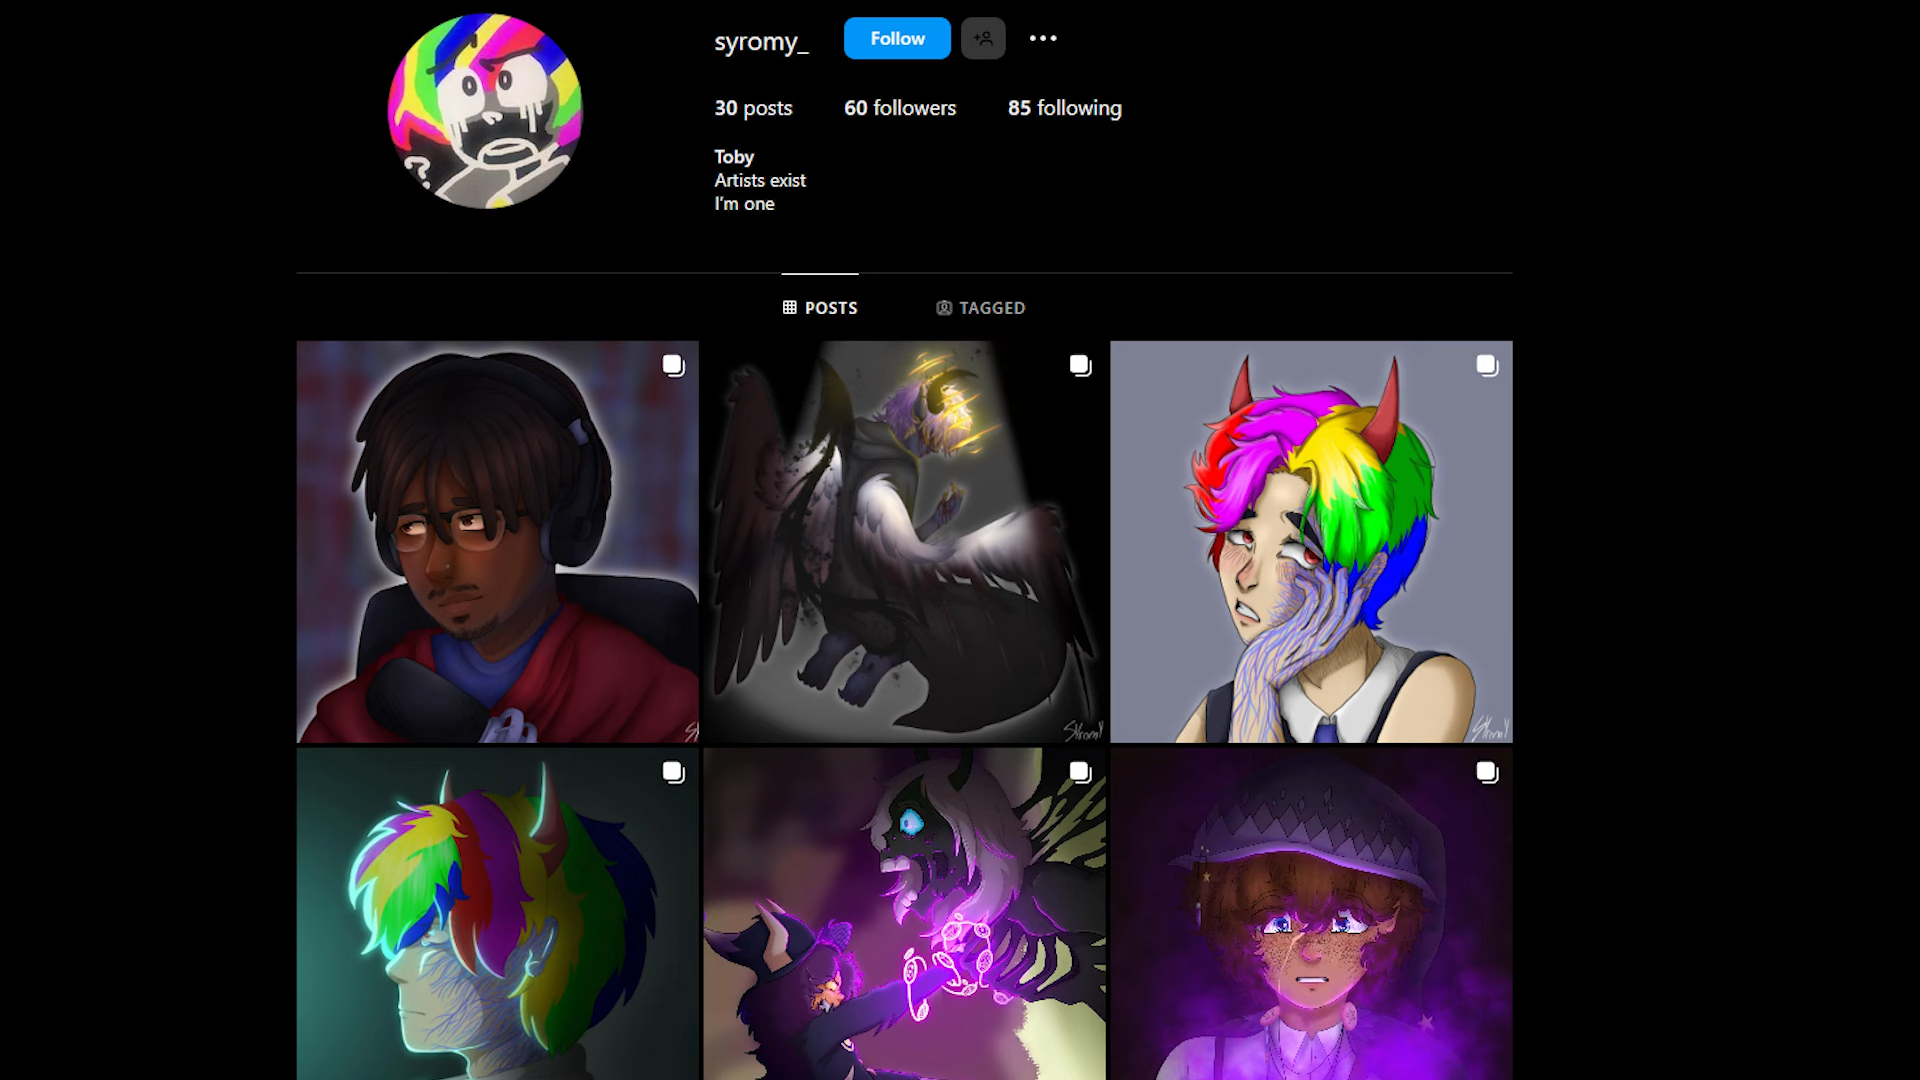 syromy_
Follow
30 posts
60 followers
85 following
Toby
Artists exist
I'm one
POSTS
TAGGED